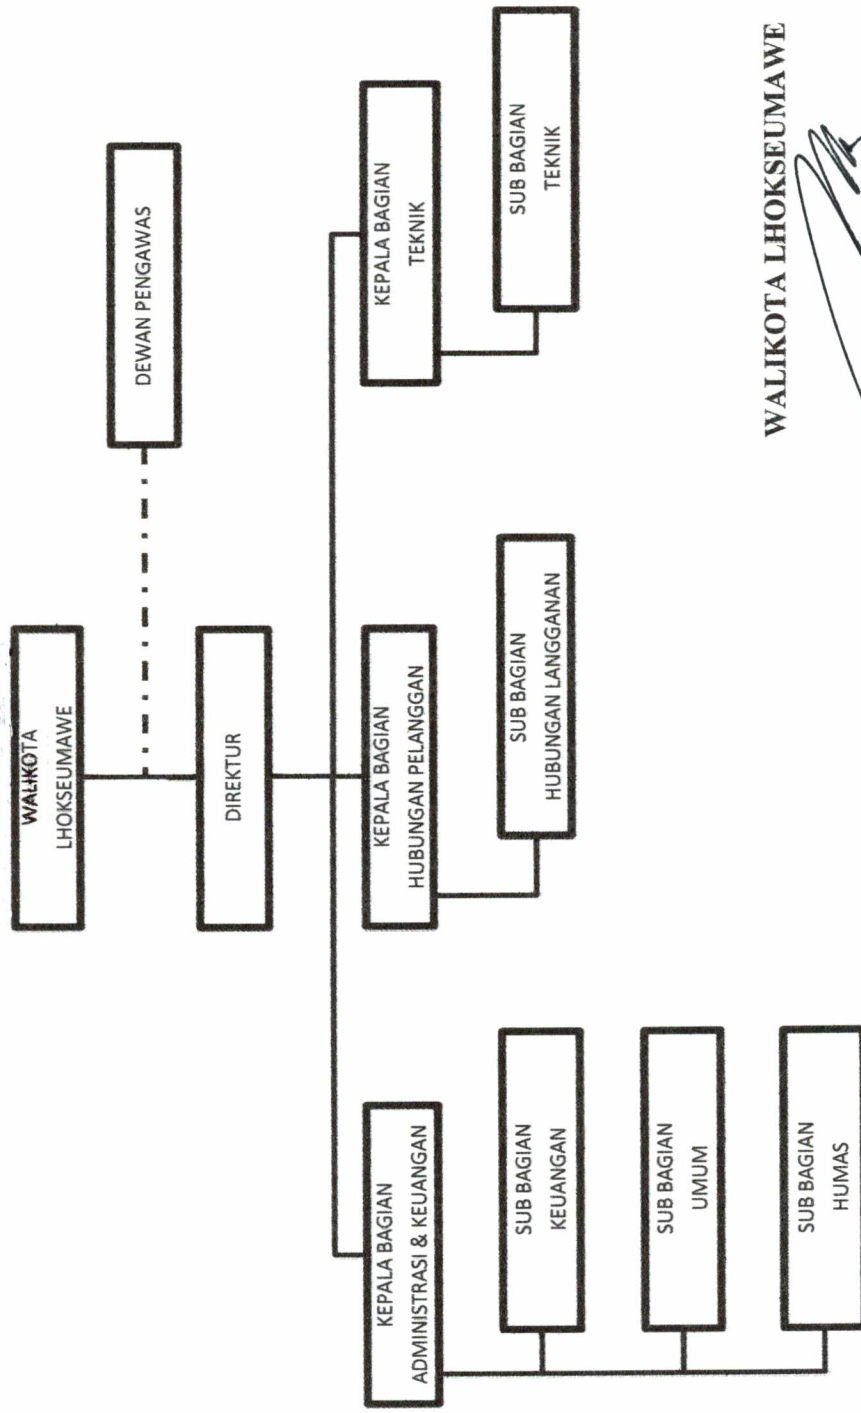 WALIKOTA
LHOKSEUMAWE
DEWAN PENGAWAS
DIREKTUR
KEPALA BAGIAN
ADMINISTRASI & KEUANGAN
KEPALA BAGIAN
HUBUNGAN PELANGGAN
KEPALA BAGIAN
TEKNIK
SUB BAGIAN
KEUANGAN
SUB BAGIAN
HUBUNGAN LANGGANAN
SUB BAGIAN
TEKNIK
SUB BAGIAN
UMUM
SUB BAGIAN
HUMAS
WALIKOTA LHOKSEUMAWE